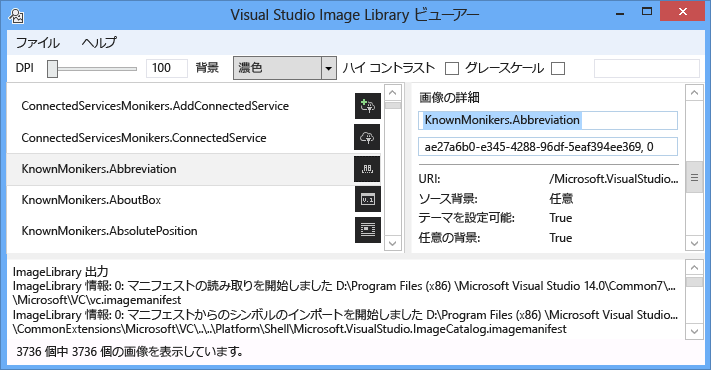 Visual Studio Image Library ビューアー
ファイル ヘルプ
DPI 100 背景 濃色 ハイ コントラスト グレースケール
ConnectedServicesMonikers.AddConnectedService
ConnectedServicesMonikers.ConnectedService
KnownMonikers.Abbreviation
KnownMonikers.AboutBox
KnownMonikers.AbsolutePosition
画像の詳細
KnownMonikers.Abbreviation
ae27a6b0-e345-4288-96df-5eaf394ee369, 0
URI: /Microsoft.VisualStudio...
ソース背景: 任意
テーマを設定可能: True
任意の背景: True
ImageLibrary 出力
ImageLibrary 情報: 0: マニフェストの読み取りを開始しました D:\Program Files (x86) \Microsoft Visual Studio 14.0\Common7\...
\Microsoft\VC\vc.imagemanifest
ImageLibrary 情報: 0: マニフェストからのシンボルのインポートを開始しました D:\Program Files (x86) \Microsoft Visual Studio...
\CommonExtensions\Microsoft\VC\..\..\Platform\Shell\Microsoft.VisualStudio.ImageCatalog.imagemanifest
3736 個中 3736 個の画像を表示しています。